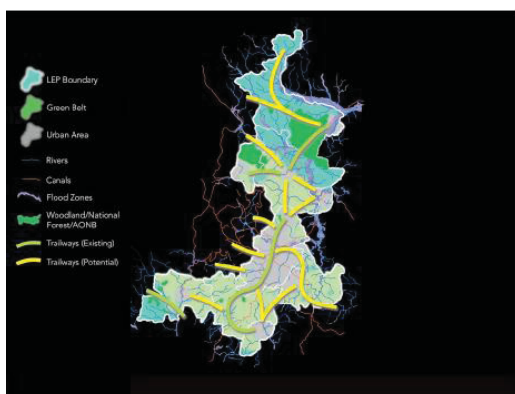 LEP Boundary
Green Belt
Urban Area
Rivers
Canals
Flood Zones
Woodland/National
Forest/AONB
Trailways (Existing)
Trailways (Potential)